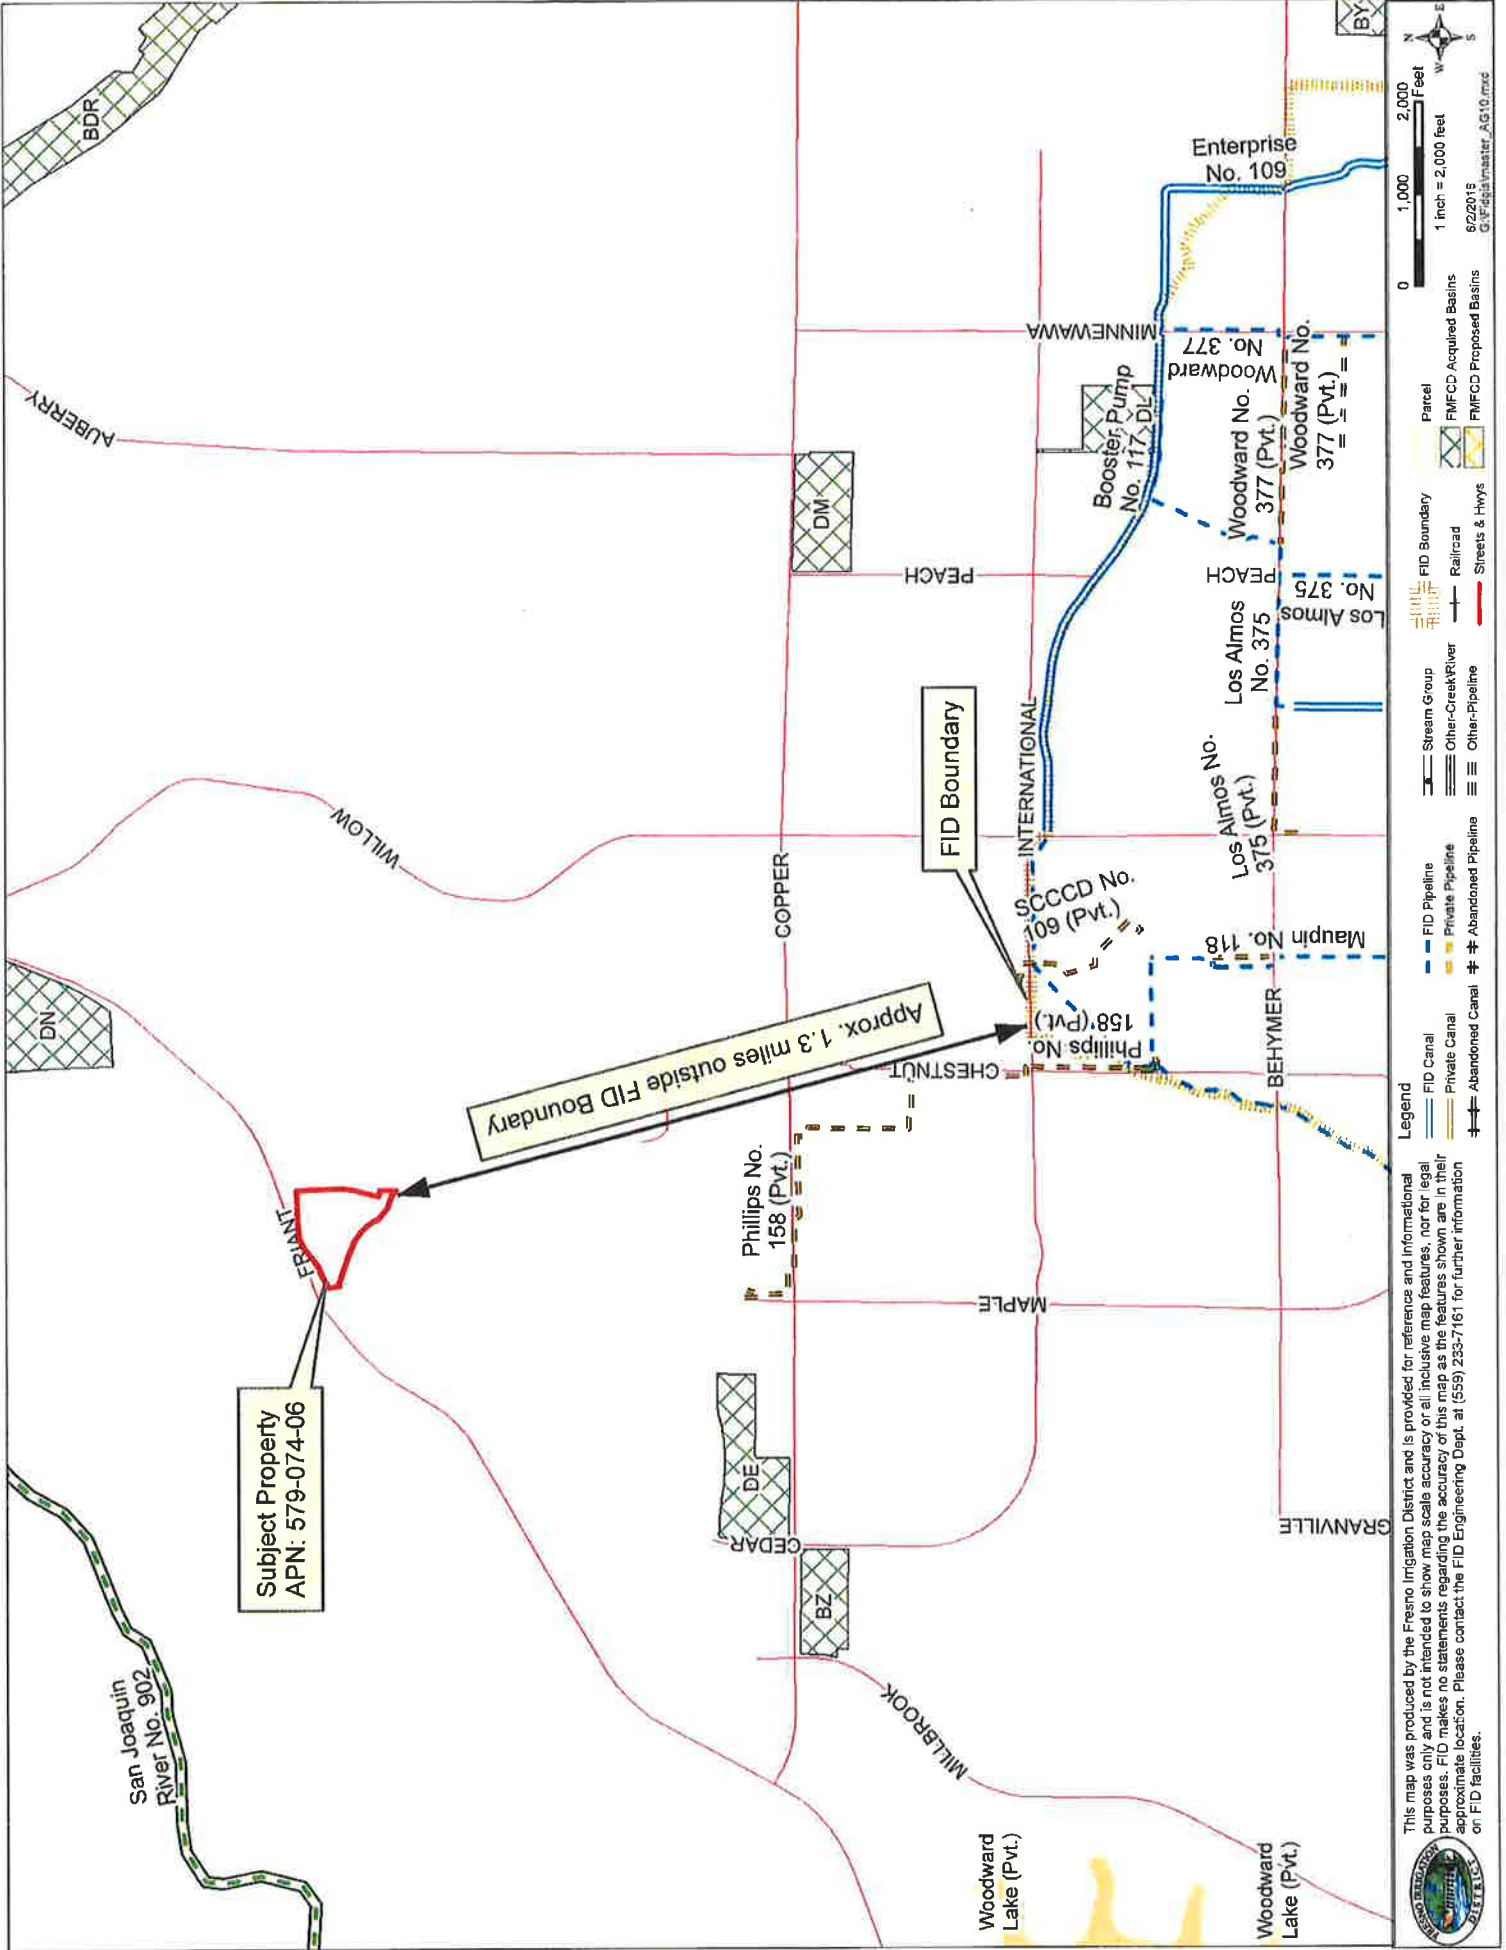 San Joaquin
River No. 902
DN
BDR
AUBERRY
WILLOW
FRIANT
Subject Property
APN: 579-074-06
Approx. 1.3 miles outside FID Boundary
FID Boundary
COPPER
DE
CEDAR
BZ
MILLBROOK
Phillips No.
158 (Pvt.)
MAPLE
CHESTNUT
DM
PEACH
MINNEWAWA
INTERNATIONAL
Phillips No.
158 (Pvt.)
SCCCD No.
109 (Pvt.)
Booster Pump
No. 117
DL
Enterprise
No. 109
Woodward
No. 377
Woodward No.
377 (Pvt.)
Woodward No.
377 (Pvt.)
PEACH
Los Almos
No. 375
Los Almos
No. 375
Los Almos No.
375 (Pvt.)
Maupin No. 118
BEHYMER
GRANVILLE
Woodward
Lake (Pvt.)
Woodward
Lake (Pvt.)
BY
FRESNO IRRIGATION
DISTRICT
This map was produced by the Fresno Irrigation District and is provided for reference and informational
purposes only and is not intended to show map scale accuracy or all inclusive map features, nor for legal
purposes. FID makes no statements regarding the accuracy of this map as the features shown are in their
approximate location. Please contact the FID Engineering Dept. at (559) 233-7161 for further information
on FID facilities.
Legend
FID Canal
Private Canal
Abandoned Canal
FID Pipeline
Private Pipeline
Abandoned Pipeline
Stream Group
Other-Creek\River
Other-Pipeline
FID Boundary
Railroad
Streets & Hwys
Parcel
FMFCD Acquired Basins
FMFCD Proposed Basins
0 1,000 2,000
Feet
1 inch = 2,000 feet
6/2/2016
G:\Fidgis\master_AG10.mxd
N
W E
S